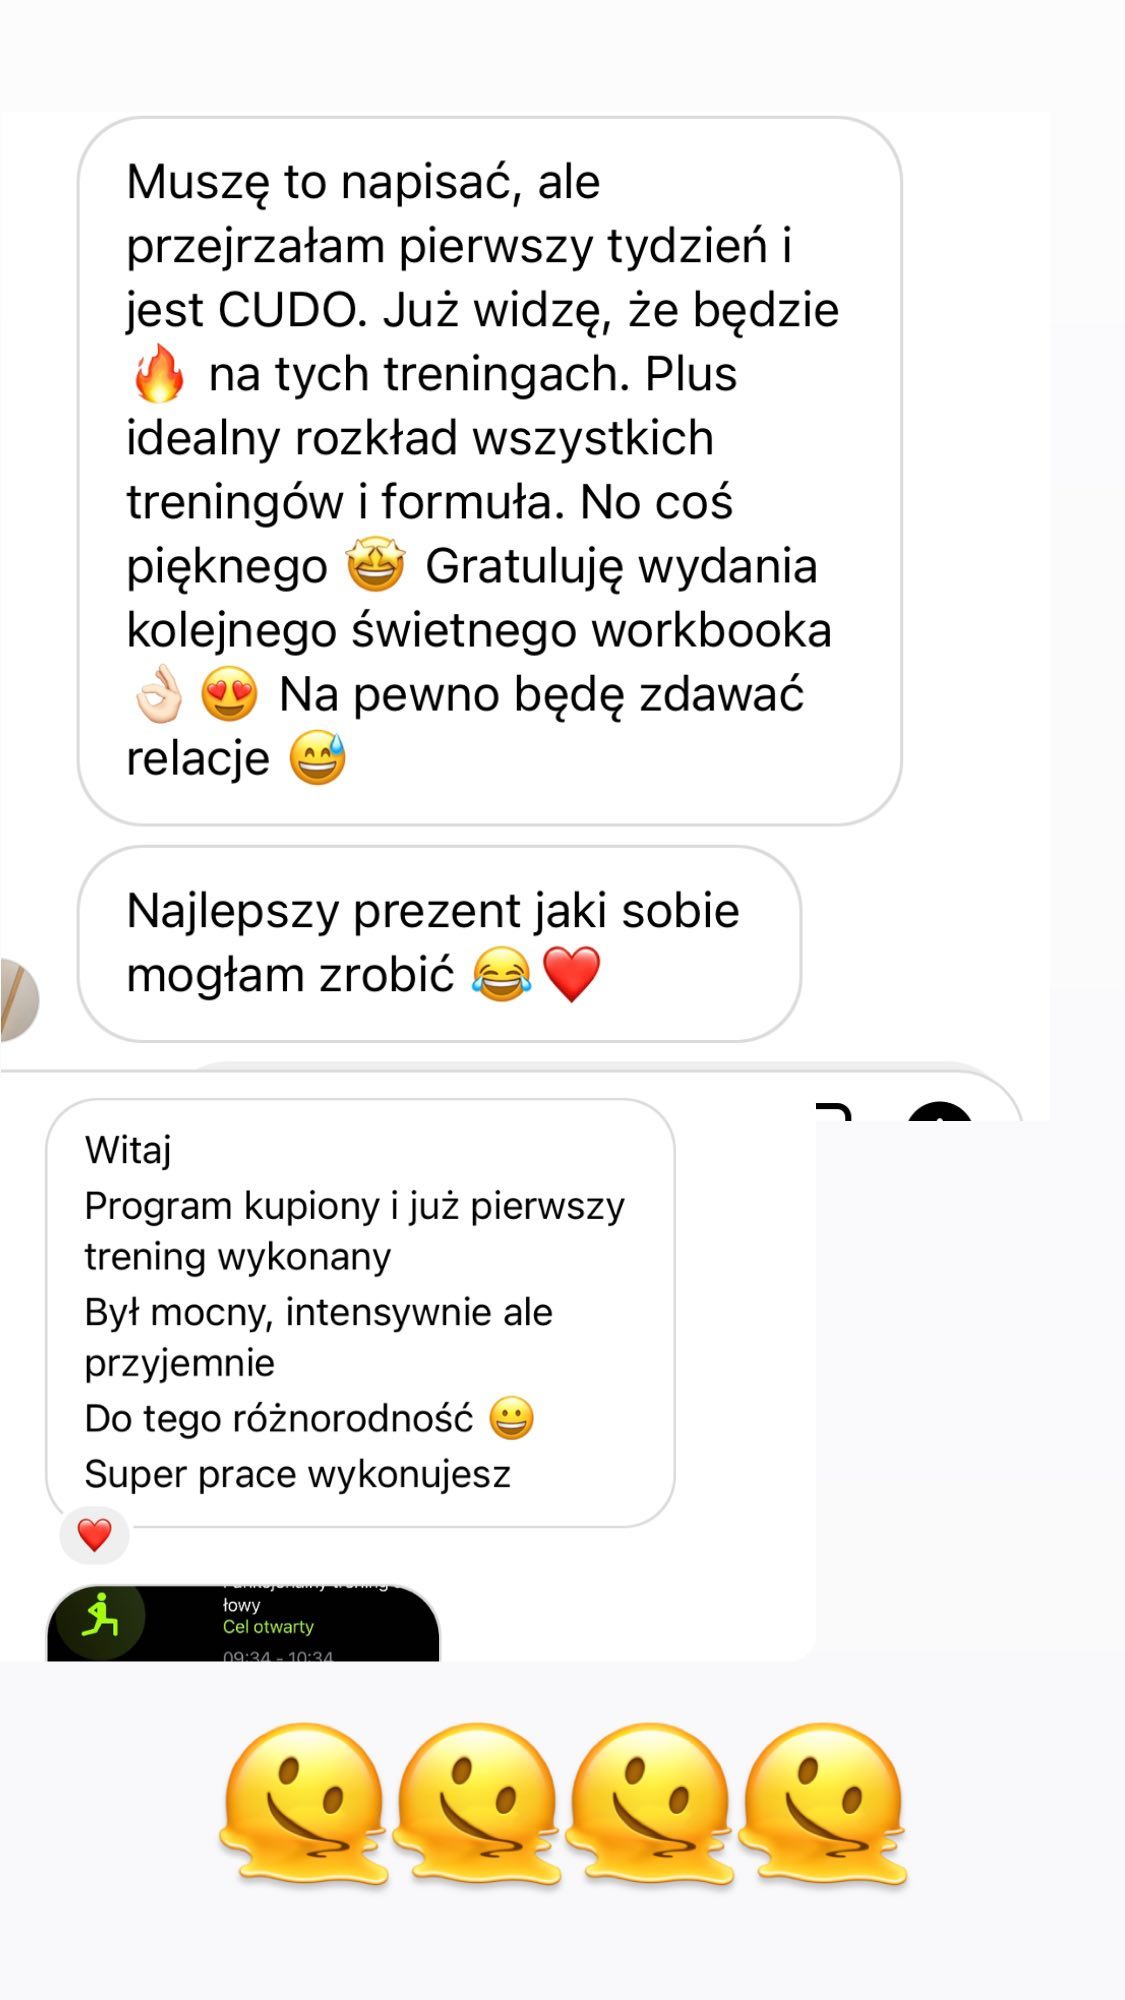 Muszę to napisać, ale
przejrzałam pierwszy tydzień i
jest CUDO. Już widzę, że będzie
🔥 na tych treningach. Plus
idealny rozkład wszystkich
treningów i formuła. No coś
pięknego 🤩 Gratuluję wydania
kolejnego świetnego workbooka
👌🏻😍 Na pewno będę zdawać
relacje 😅
Najlepszy prezent jaki sobie
mogłam zrobić 😂❤️
Witaj
Program kupiony i już pierwszy
trening wykonany
Był mocny, intensywnie ale
przyjemnie
Do tego różnorodność 😀
Super prace wykonujesz
❤️
Funkcjonalny trening
łowy
Cel otwarty
09:34 - 10:34
🫠🫠🫠🫠